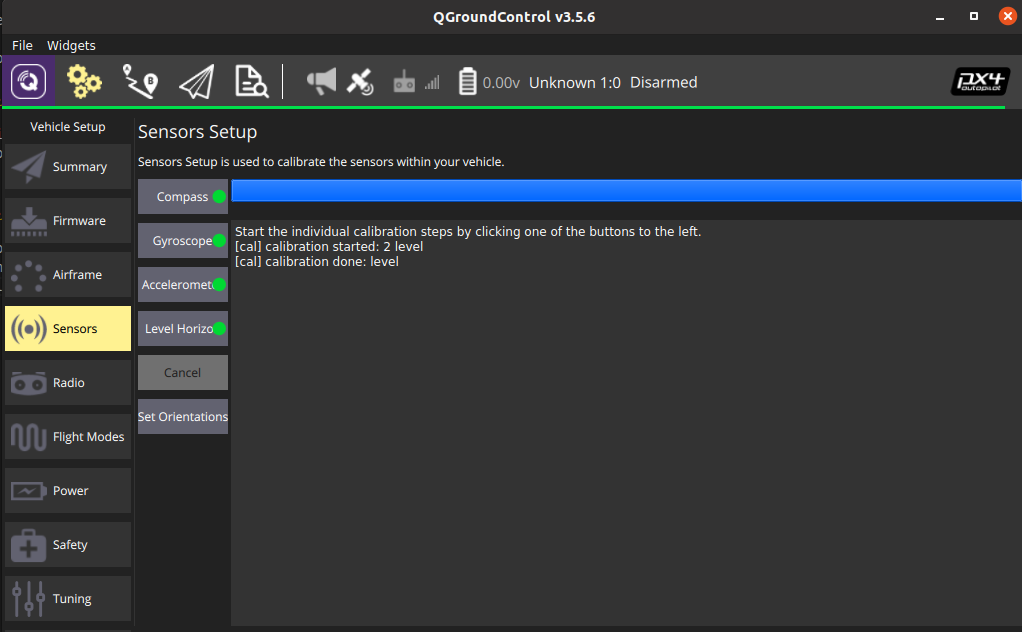 QGroundControl v3.5.6
File Widgets
0.00v Unknown 1:0 Disarmed
PX4
autopilot
Vehicle Setup
Summary
Firmware
Airframe
Sensors
Radio
Flight Modes
Power
Safety
Tuning
Sensors Setup
Sensors Setup is used to calibrate the sensors within your vehicle.
Compass
Gyroscope
Acceleromet
Level Horizo
Cancel
Set Orientations
Start the individual calibration steps by clicking one of the buttons to the left.
[cal] calibration started: 2 level
[cal] calibration done: level